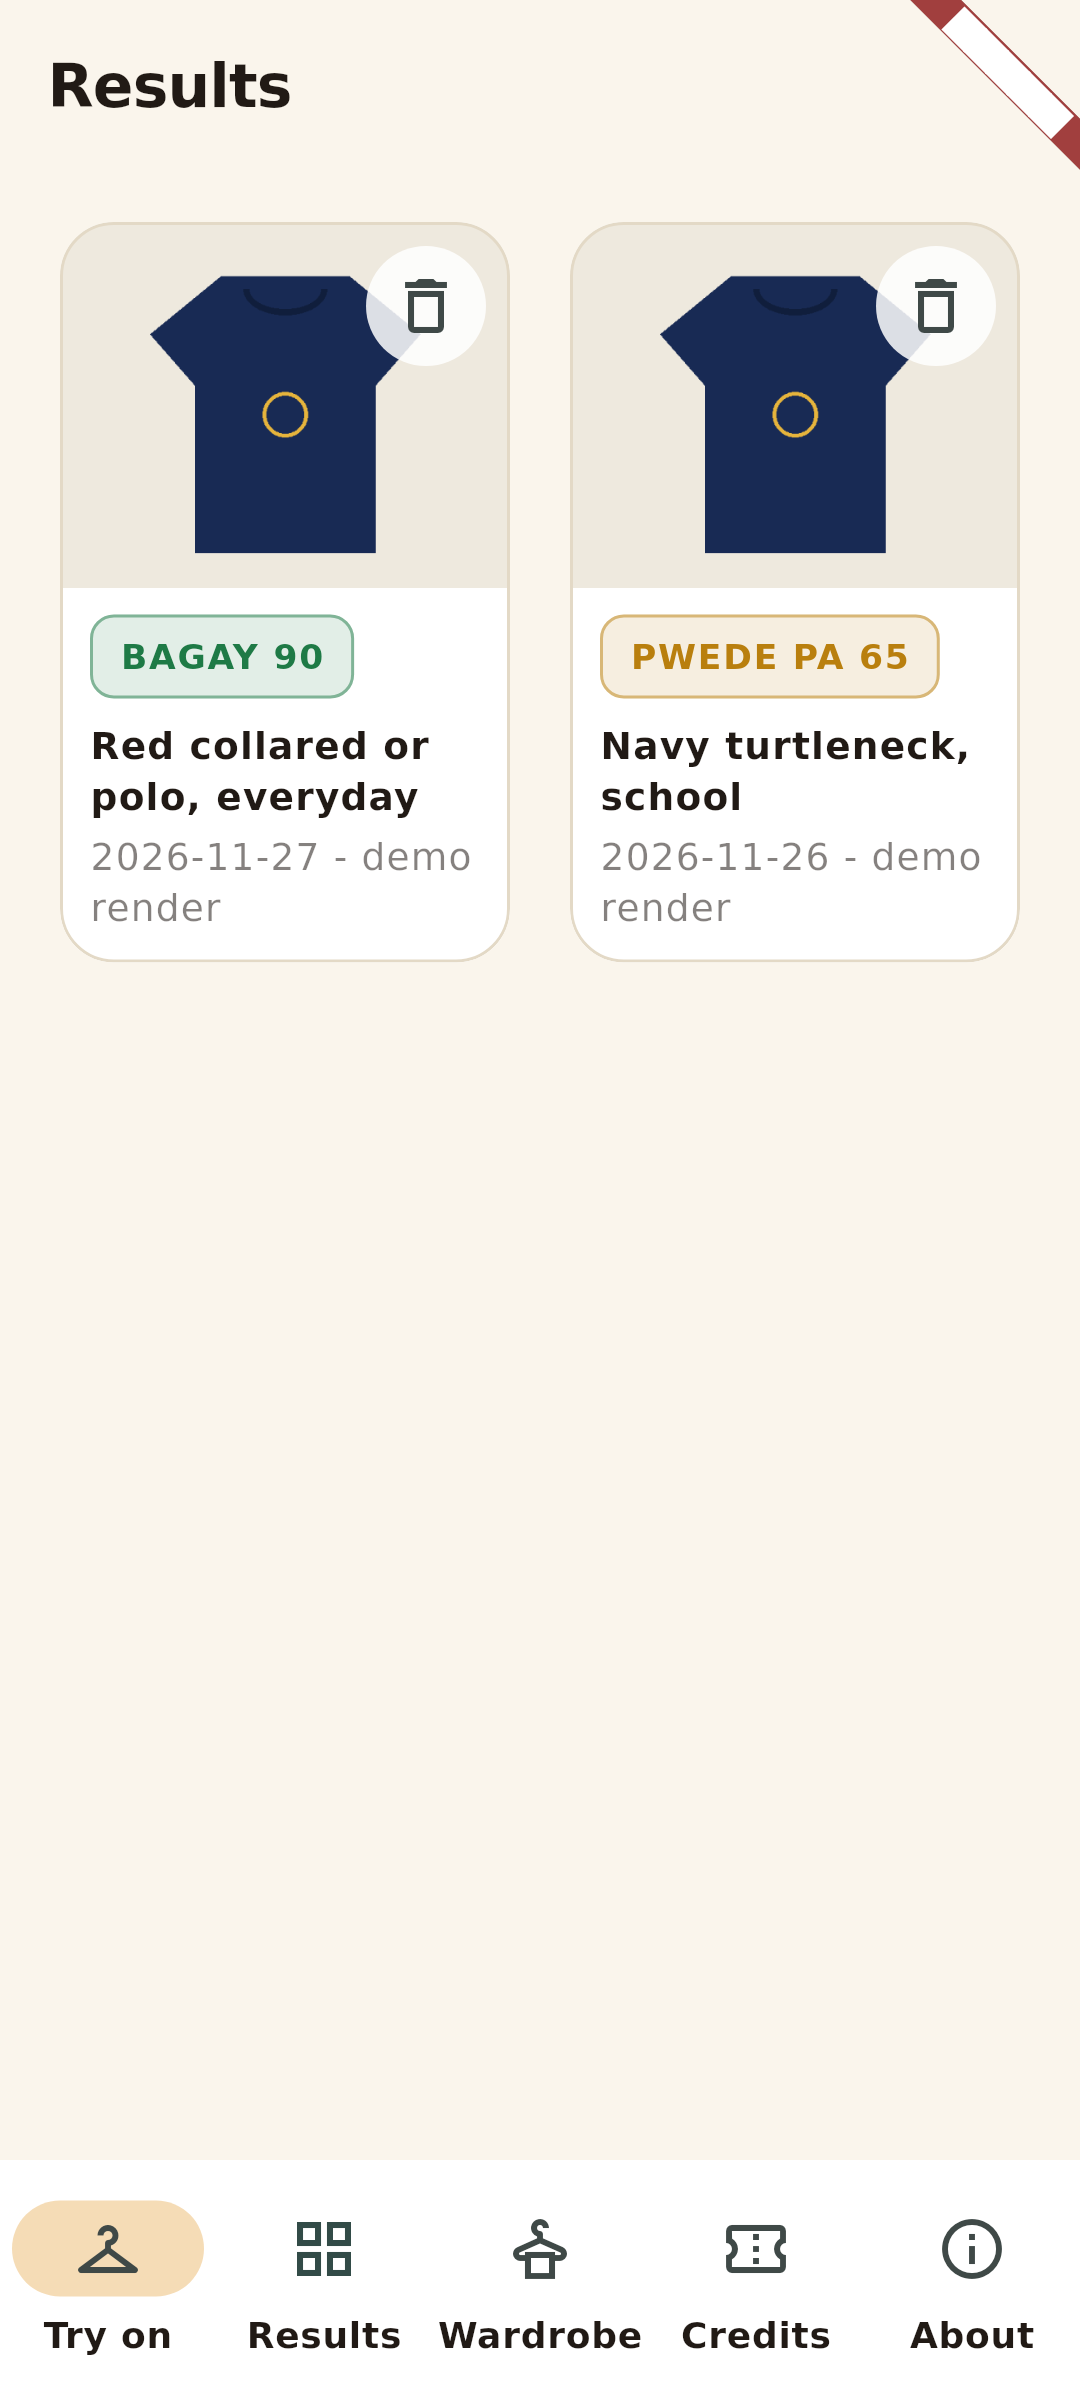 Results
BAGAY 90
Red collared or
polo, everyday
2026-11-27 - demo
render
PWEDE PA 65
Navy turtleneck,
school
2026-11-26 - demo
render
Try on
Results
Wardrobe
Credits
About